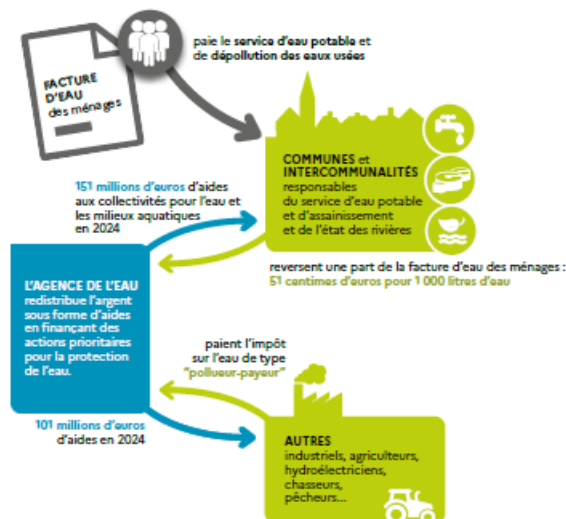 paie le service d'eau potable et
de dépollution des eaux usées
FACTURE
D'EAU
des ménages
COMMUNES et
INTERCOMMUNALITÉS
responsables
du service d'eau potable
et d'assainissement
et de l'état des rivières
151 millions d'euros d'aides
aux collectivités pour l'eau et
les milieux aquatiques
en 2024
reversent une part de la facture d'eau des ménages :
51 centimes d'euros pour 1 000 litres d'eau
L'AGENCE DE L'EAU
redistribue l'argent
sous forme d'aides
en finançant des
actions prioritaires
pour la protection
de l'eau.
paient l'impôt
sur l'eau de type
"pollueur-payeur"
101 millions d'euros
d'aides en 2024
AUTRES
industriels, agriculteurs,
hydroélectriciens,
chasseurs,
pêcheurs...